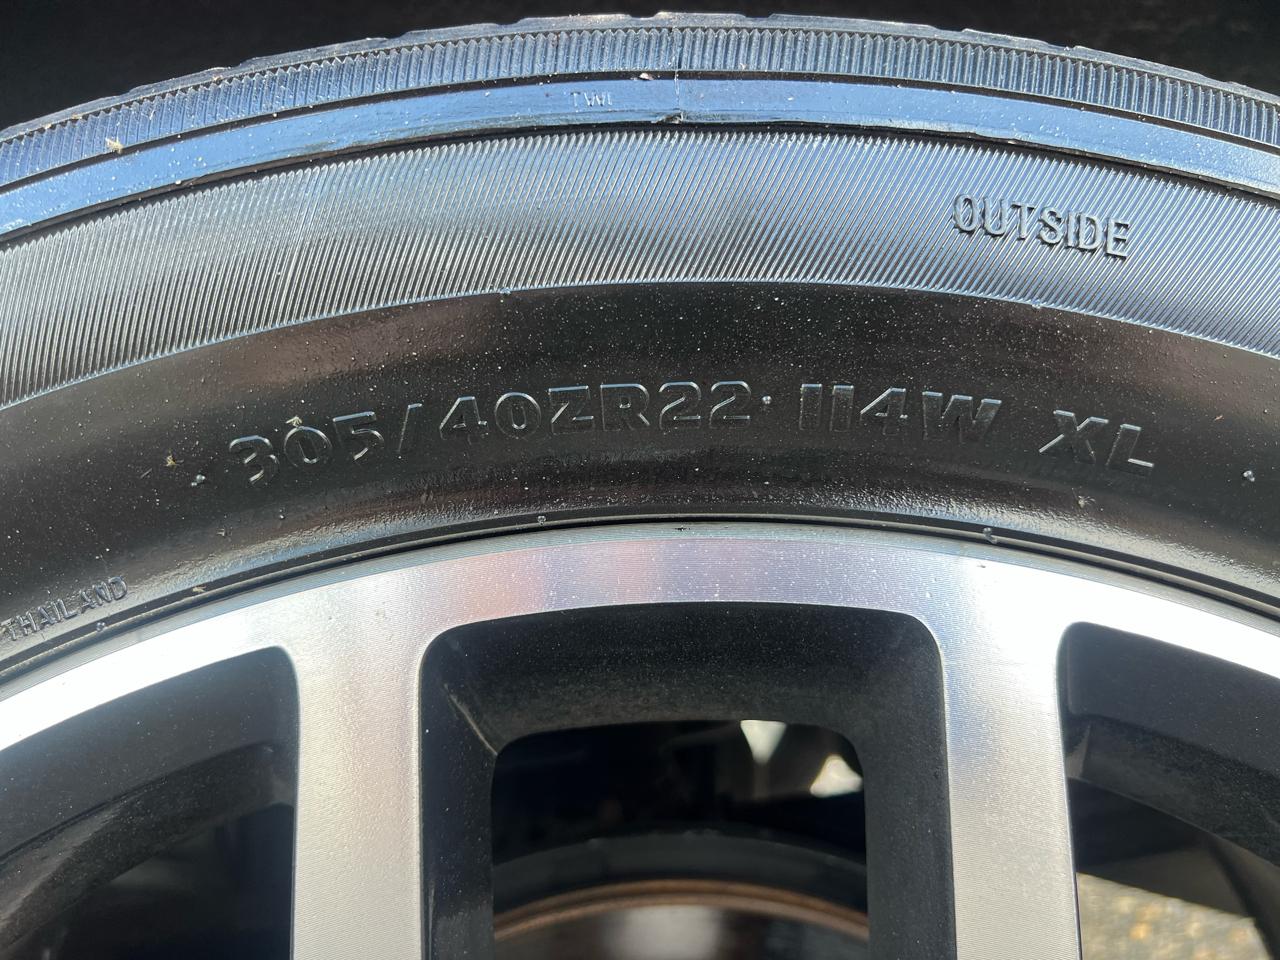 TWI
OUTSIDE
305/40ZR22 114W XL
THAILAND